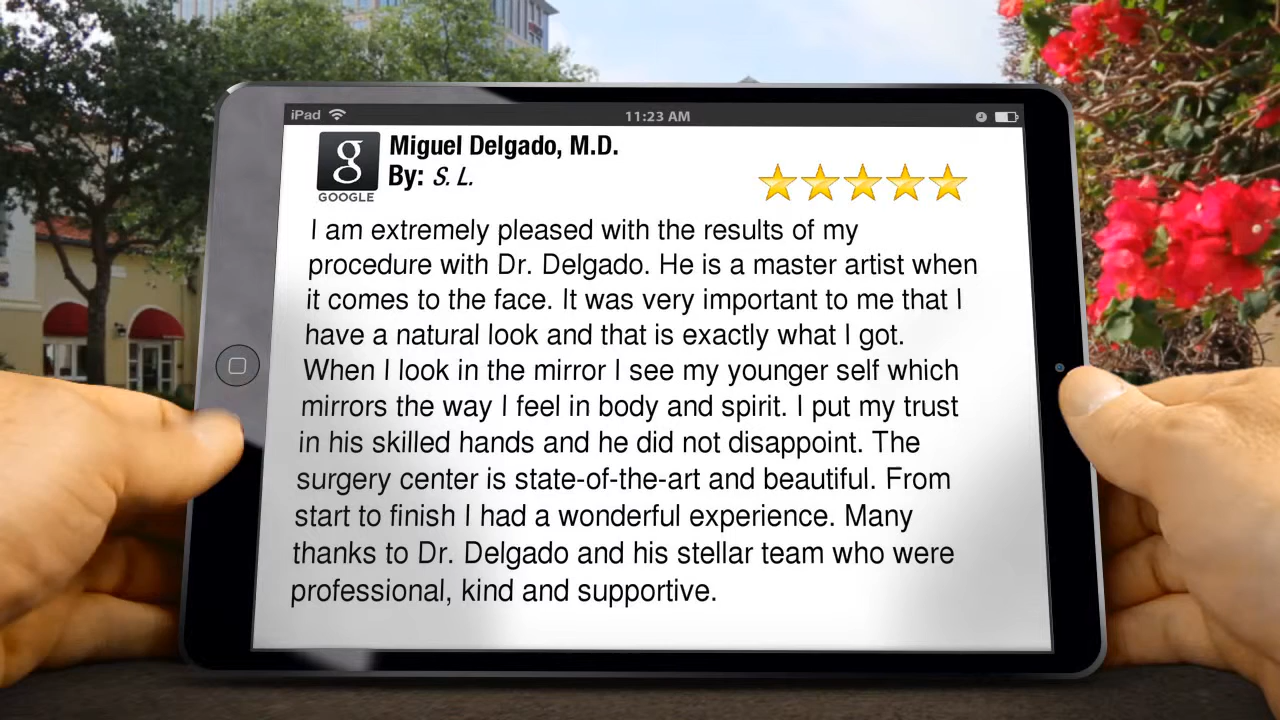 iPad 11:23 AM
g
GOOGLE
Miguel Delgado, M.D.
By: S. L.
I am extremely pleased with the results of my
procedure with Dr. Delgado. He is a master artist when
it comes to the face. It was very important to me that I
have a natural look and that is exactly what I got.
When I look in the mirror I see my younger self which
mirrors the way I feel in body and spirit. I put my trust
in his skilled hands and he did not disappoint. The
surgery center is state-of-the-art and beautiful. From
start to finish I had a wonderful experience. Many
thanks to Dr. Delgado and his stellar team who were
professional, kind and supportive.